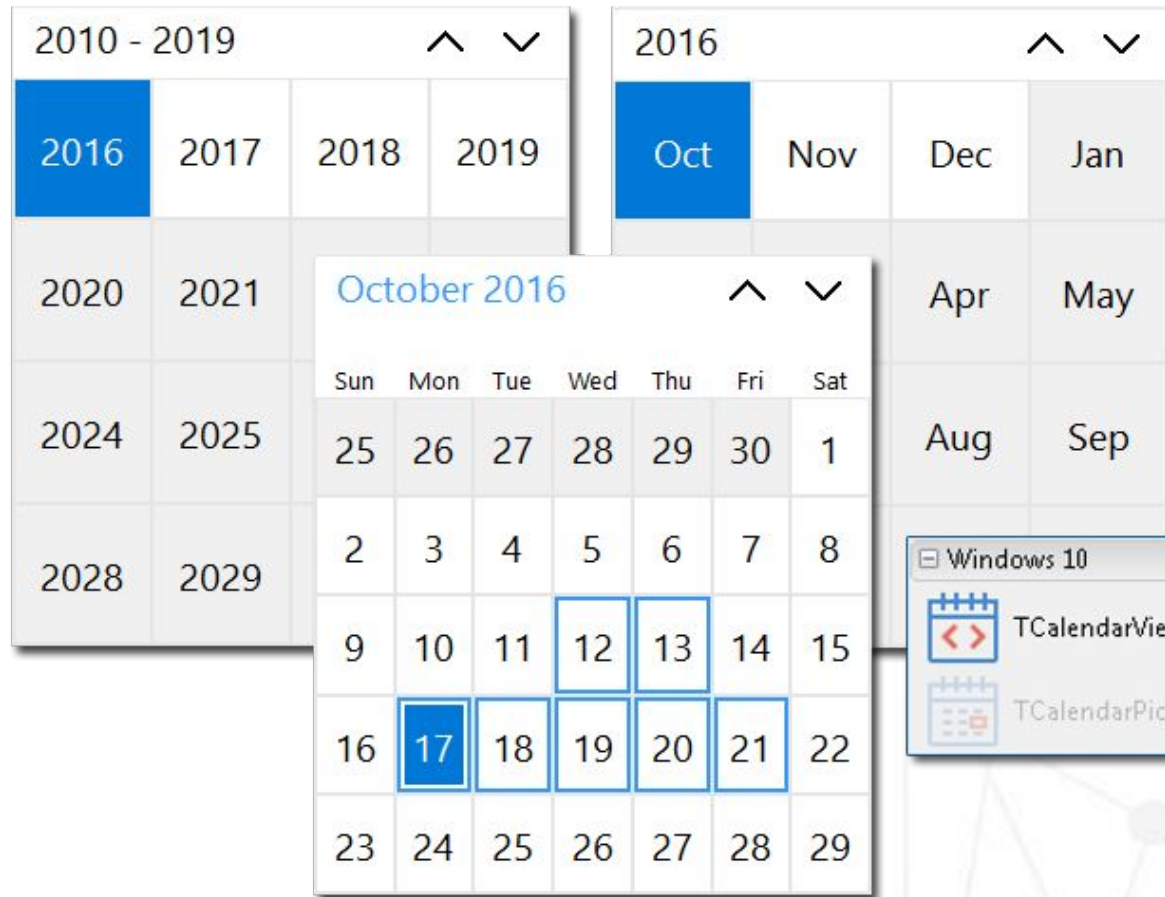 2010 - 2019
2016 2017 2018 2019
2020 2021
2024 2025
2028 2029
2016
Oct Nov Dec Jan
Apr May
Aug Sep
October 2016
Sun Mon Tue Wed Thu Fri Sat
25 26 27 28 29 30 1
2 3 4 5 6 7 8
9 10 11 12 13 14 15
16 17 18 19 20 21 22
23 24 25 26 27 28 29
Windows 10
TCalendarVie
TCalendarPic